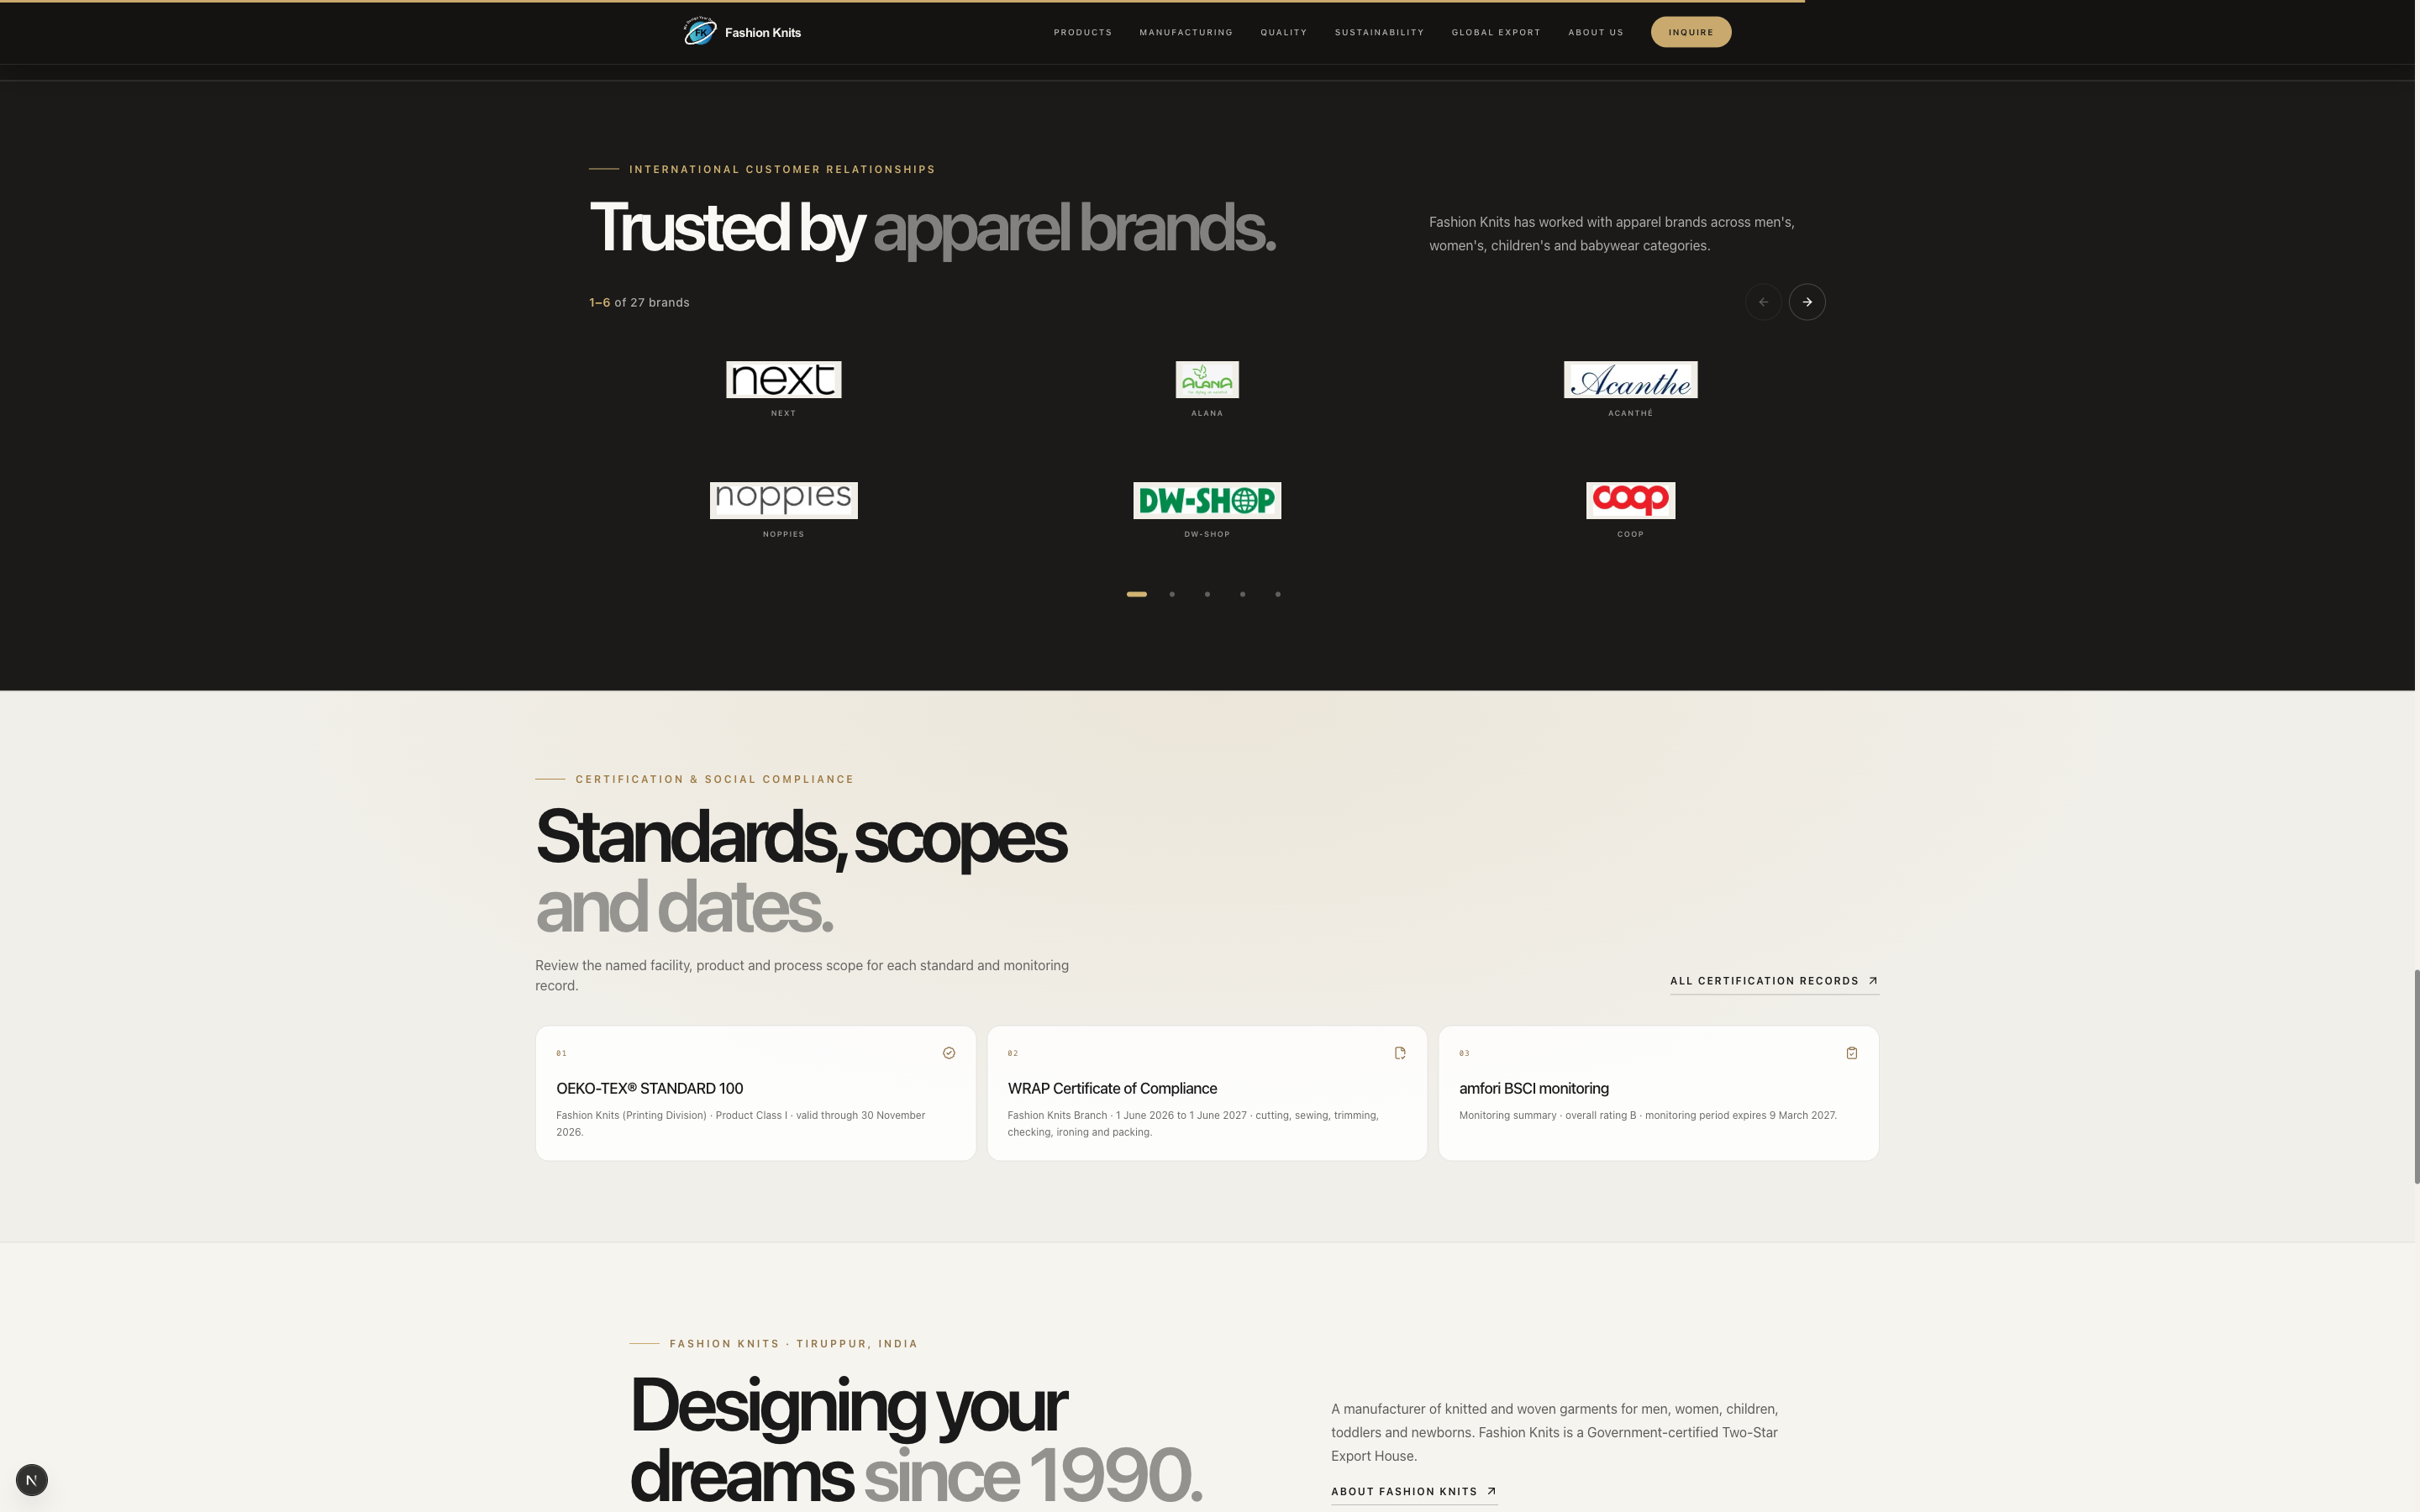 FK
Fashion Knits
PRODUCTS
MANUFACTURING
QUALITY
SUSTAINABILITY
GLOBAL EXPORT
ABOUT US
INQUIRE
INTERNATIONAL CUSTOMER RELATIONSHIPS
Trusted by apparel brands.
Fashion Knits has worked with apparel brands across men's,
women's, children's and babywear categories.
1–6 of 27 brands
next
NEXT
ALANA
ALANA
Acanthe
ACANTHÉ
noppies
NOPPIES
DW-SHOP
DW-SHOP
coop
COOP
CERTIFICATION & SOCIAL COMPLIANCE
Standards, scopes
and dates.
Review the named facility, product and process scope for each standard and monitoring
record.
ALL CERTIFICATION RECORDS
01
OEKO-TEX® STANDARD 100
Fashion Knits (Printing Division) · Product Class I · valid through 30 November
2026.
02
WRAP Certificate of Compliance
Fashion Knits Branch · 1 June 2026 to 1 June 2027 · cutting, sewing, trimming,
checking, ironing and packing.
03
amfori BSCI monitoring
Monitoring summary · overall rating B · monitoring period expires 9 March 2027.
FASHION KNITS · TIRUPPUR, INDIA
Designing your
dreams since 1990.
A manufacturer of knitted and woven garments for men, women, children,
toddlers and newborns. Fashion Knits is a Government-certified Two-Star
Export House.
ABOUT FASHION KNITS
N